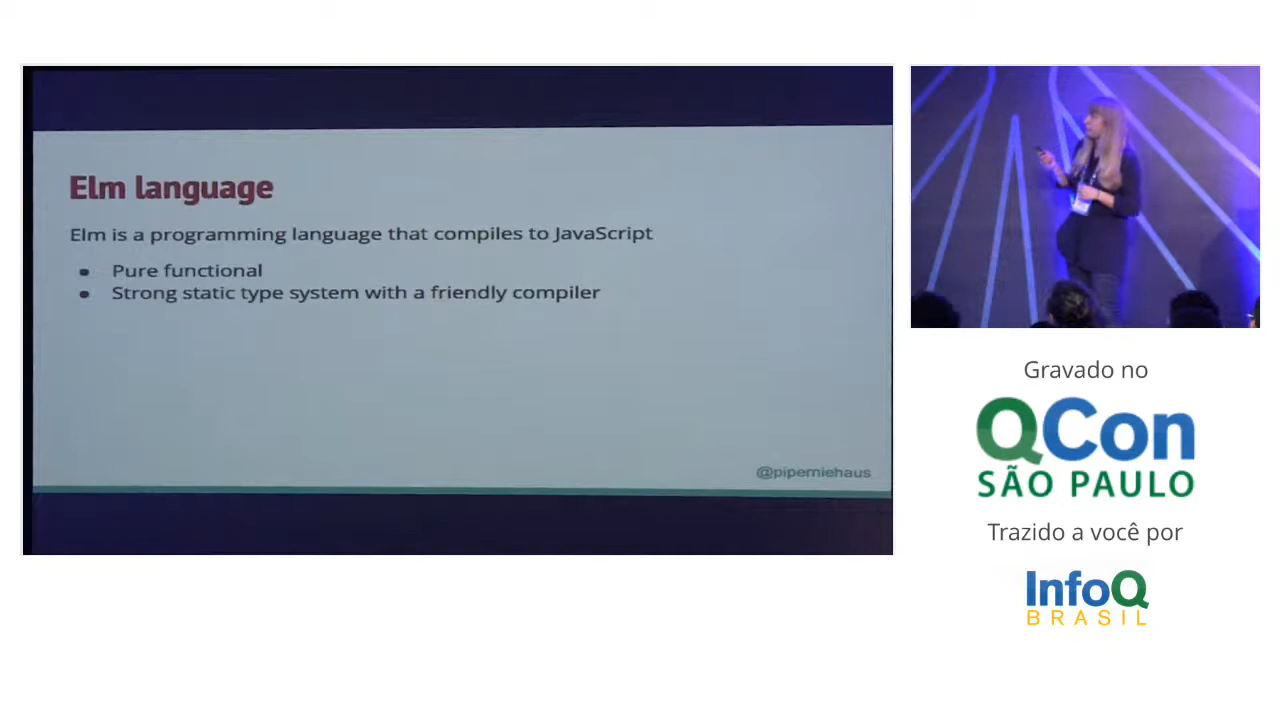 Elm language
Elm is a programming language that compiles to JavaScript
● Pure functional
● Strong static type system with a friendly compiler
@piperniehaus
Gravado no
QCon
SÃO PAULO
Trazido a você por
InfoQ
BRASIL